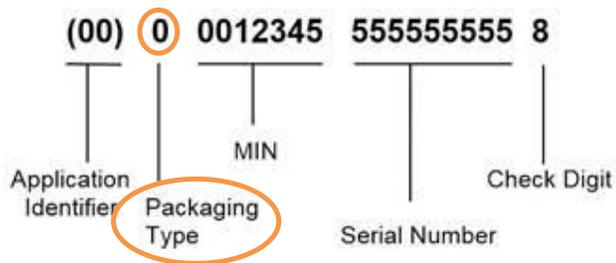 (00) 0 0012345 555555555 8
MIN
Application
Identifier
Packaging
Type
Serial Number
Check Digit